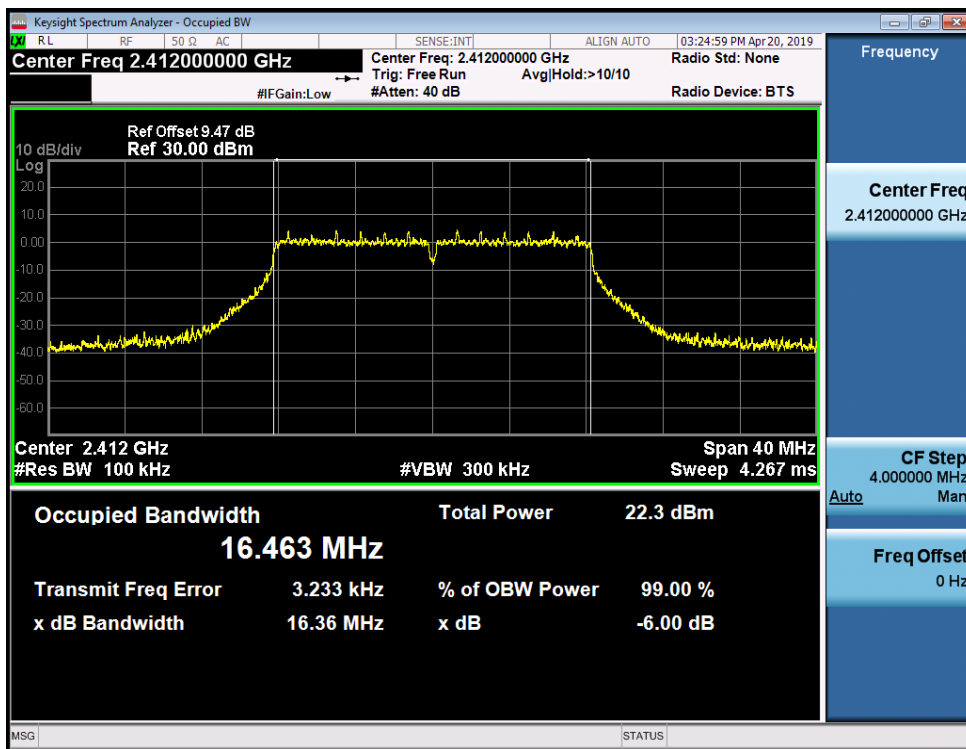 Keysight Spectrum Analyzer - Occupied BW
LXI RL RF 50 Ω AC SENSE:INT ALIGN AUTO 03:24:59 PM Apr 20, 2019
Center Freq 2.412000000 GHz
#IFGain:Low
Center Freq: 2.412000000 GHz
Trig: Free Run Avg|Hold:>10/10
#Atten: 40 dB
Radio Std: None
Radio Device: BTS
Ref Offset 9.47 dB
10 dB/div Ref 30.00 dBm
Log
20.0
10.0
0.00
-10.0
-20.0
-30.0
-40.0
-50.0
-60.0
Center 2.412 GHz Span 40 MHz
#Res BW 100 kHz #VBW 300 kHz Sweep 4.267 ms
Occupied Bandwidth Total Power 22.3 dBm
16.463 MHz
Transmit Freq Error 3.233 kHz % of OBW Power 99.00 %
x dB Bandwidth 16.36 MHz x dB -6.00 dB
MSG STATUS
Frequency
Center Freq
2.412000000 GHz
CF Step
4.000000 MHz
Auto Man
Freq Offset
0 Hz